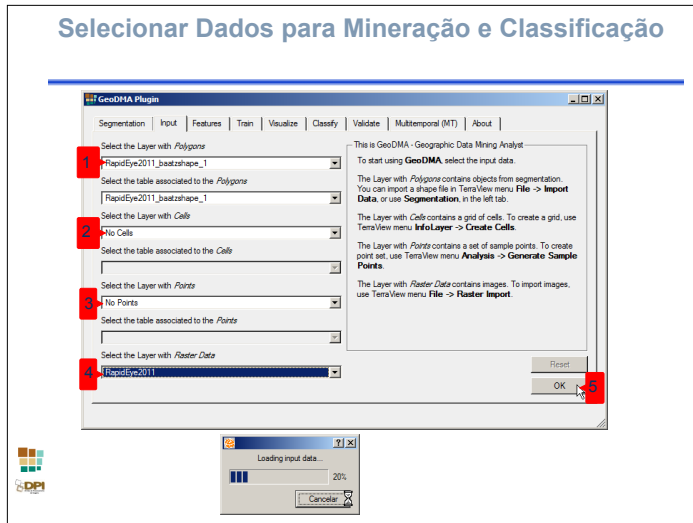 Selecionar Dados para Mineração e Classificação
GeoDMA Plugin
Segmentation Input Features Train Visualize Classify Validate Multitemporal (MT) About
Select the Layer with Polygons
1
RapidEye2011_baatzshape_1
Select the table associated to the Polygons
RapidEye2011_baatzshape_1
Select the Layer with Cells
2
No Cells
Select the table associated to the Cells
Select the Layer with Points
3
No Points
Select the table associated to the Points
Select the Layer with Raster Data
4
RapidEye2011
This is GeoDMA - Geographic Data Mining Analyst
To start using GeoDMA, select the input data.
The Layer with Polygons contains objects from segmentation.
You can import a shape file in TerraView menu File -> Import
Data, or use Segmentation, in the left tab.
The Layer with Cells contains a grid of cells. To create a grid, use
TerraView menu InfoLayer -> Create Cells.
The Layer with Points contains a set of sample points. To create
point set, use TerraView menu Analysis -> Generate Sample
Points.
The Layer with Raster Data contains images. To import images,
use TerraView menu File -> Raster Import.
Reset
OK
5
Loading input data...
20%
Cancelar
DPI